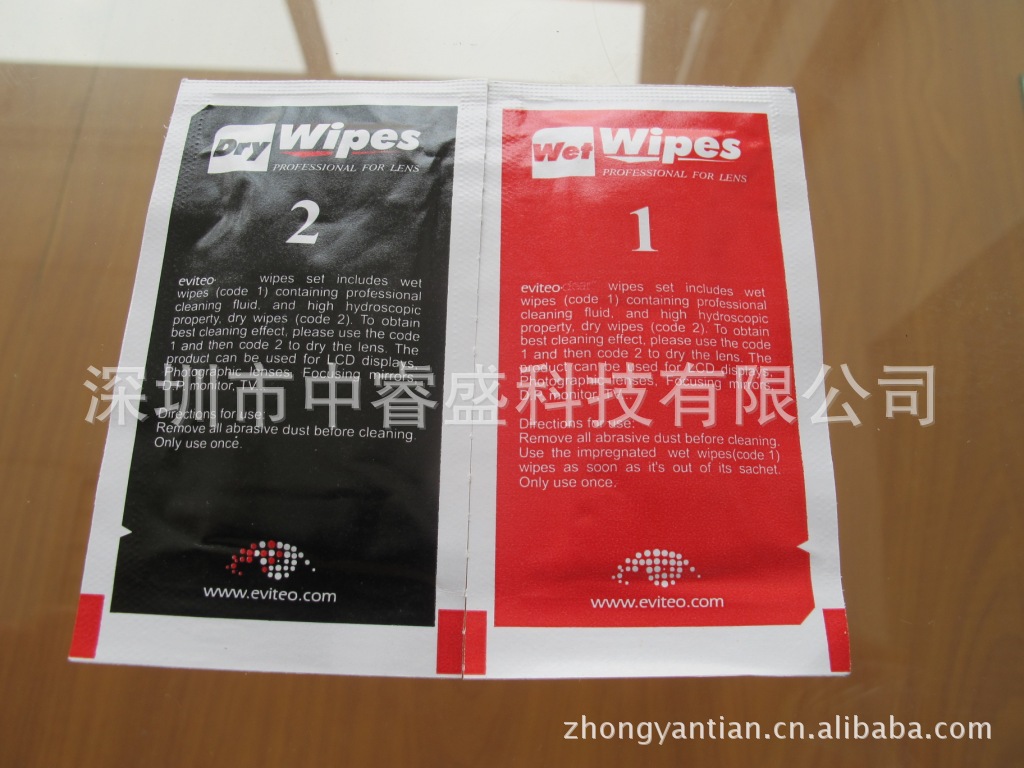 Dry Wipes
PROFESSIONAL FOR LENS
2
eviteo clear wipes set includes wet
wipes (code 1) containing professional
cleaning fluid, and high hydroscopic
property, dry wipes (code 2). To obtain
best cleaning effect, please use the code
1 and then code 2 to dry the lens. The
product can be used for LCD displays,
Photographic lenses, Focusing mirror,
monitor, TV
Directions for use:
Remove all abrasive dust before cleaning.
Only use once.
www.eviteo.com
Wet Wipes
PROFESSIONAL FOR LENS
1
eviteo clear wipes set includes wet
wipes (code 1) containing professional
cleaning fluid, and high hydroscopic
property, dry wipes (code 2). To obtain
best cleaning effect, please use the code
1 and then code 2 to dry the lens. The
product can be used for LCD displays,
Photographic lenses, Focusing mirror,
monitor, TV
Directions for use:
Remove all abrasive dust before cleaning.
Use the impregnated wet wipes(code 1)
wipes as soon as it's out of its sachet.
Only use once.
www.eviteo.com
深圳市中睿盛科技有限公司
zhongyantian.cn.alibaba.com